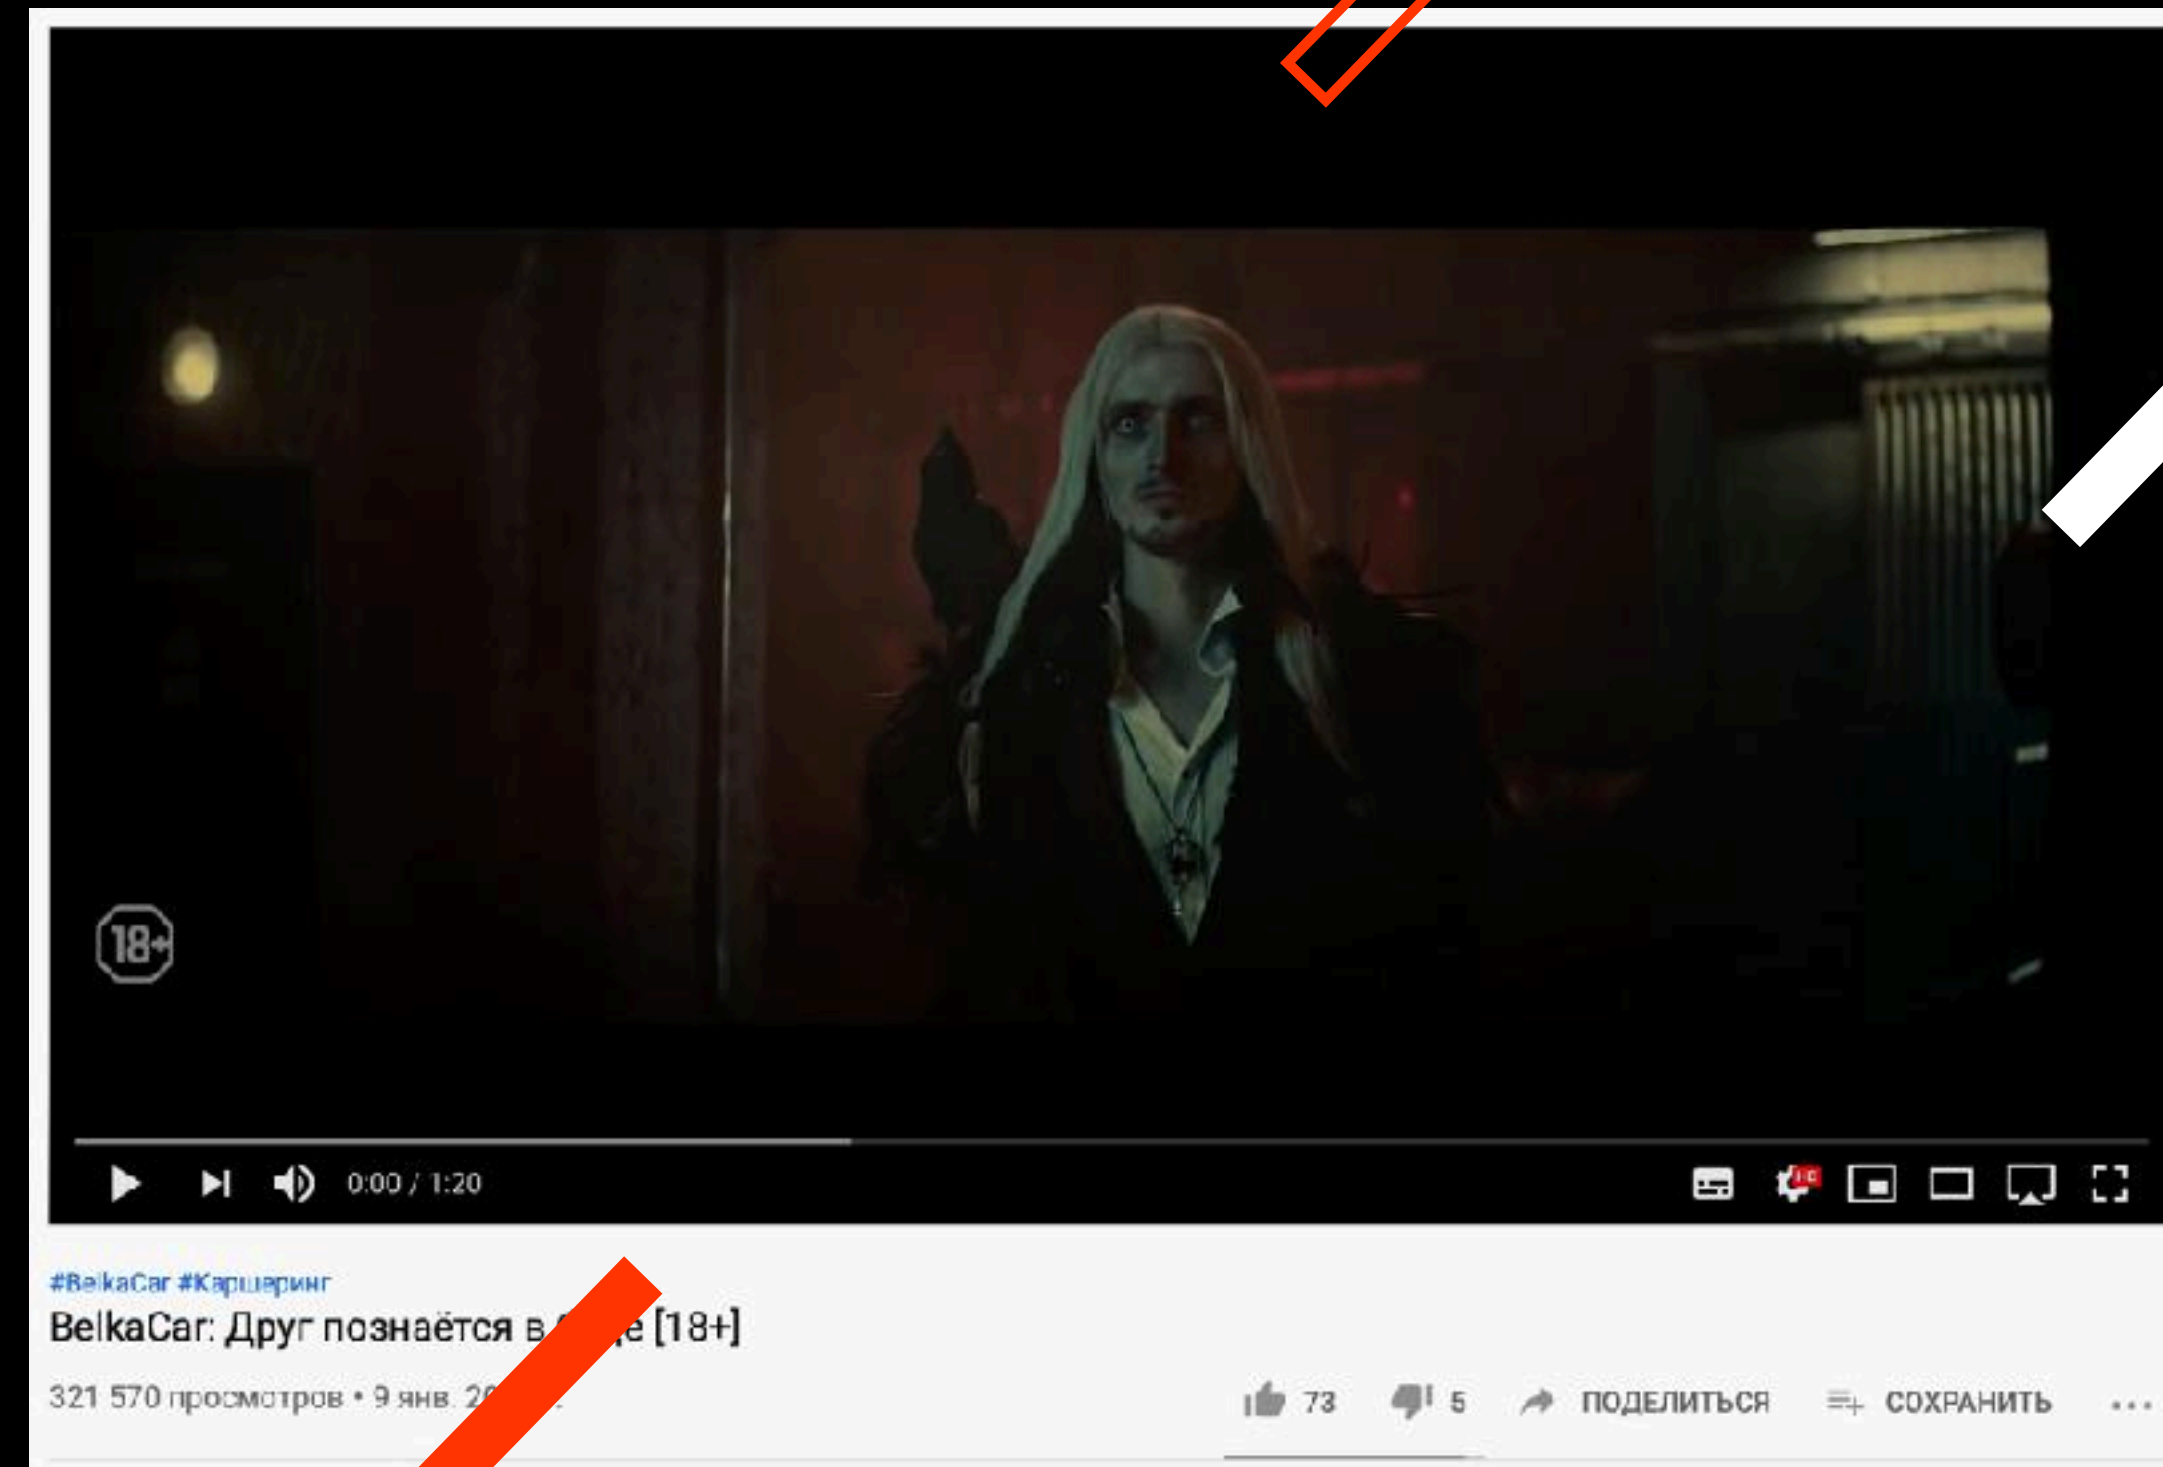 18+
0:00 / 1:20
HD
#BelkaCar #Каршеринг
BelkaCar: Друг познаётся в [18+]
321 570 просмотров • 9 янв.
73
5
ПОДЕЛИТЬСЯ
СОХРАНИТЬ